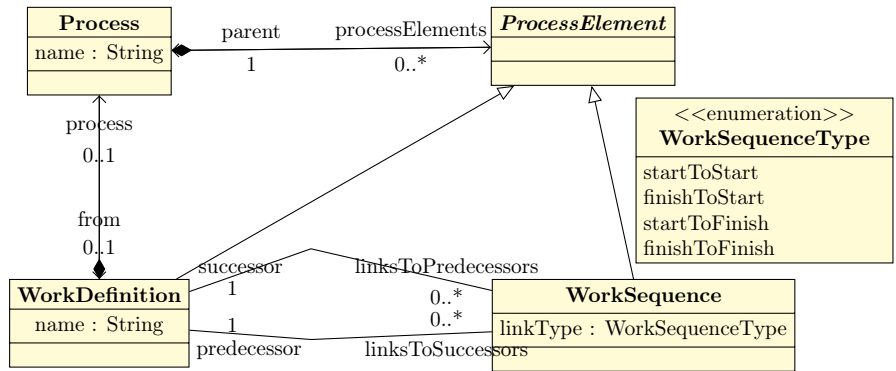 Process
name : String
parent
1
processElements
0..*
ProcessElement
<<enumeration>>
WorkSequenceType
startToStart
finishToStart
startToFinish
finishToFinish
process
0..1
from
0..1
WorkDefinition
name : String
successor
1
linksToPredecessors
0..*
predecessor
1
linksToSuccessors
0..*
WorkSequence
linkType : WorkSequenceType